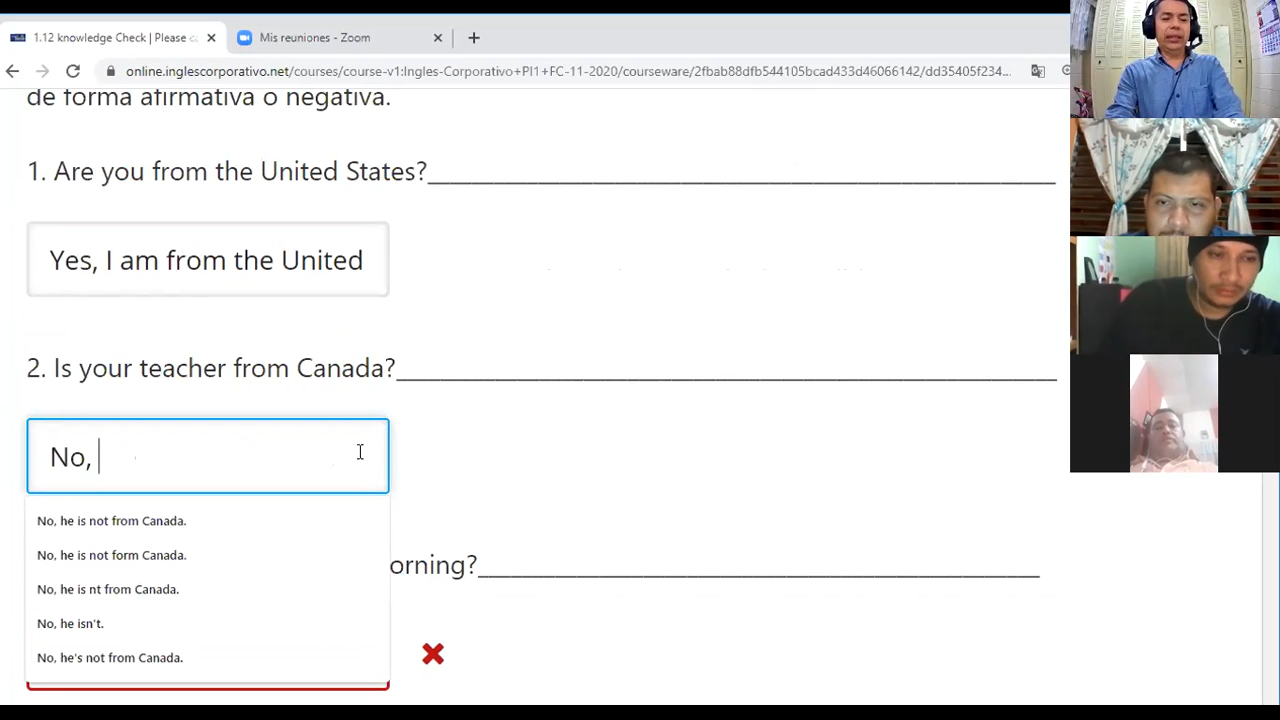 1.12 knowledge Check | Please co
Mis reuniones - Zoom
online.inglescorporativo.net/courses/course-v1:Ingles-Corporativo+PI1+FC-11-2020/courseware/2fbab88dfb544109bcad433d46066142/dd35405f234...
de forma afirmativa o negativa.
1. Are you from the United States?
Yes, I am from the United
2. Is your teacher from Canada?
No,
No, he is not from Canada.
No, he is not form Canada.
No, he is nt from Canada.
No, he isn't.
No, he's not from Canada.
orning?